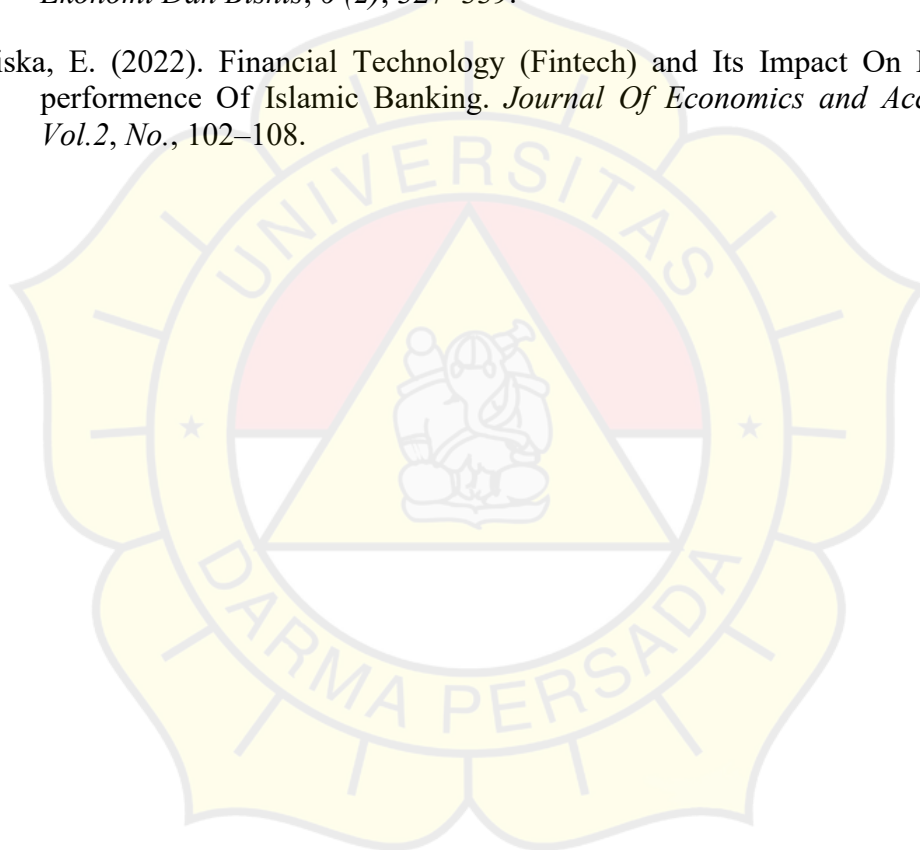 Ekonomi Dan Bisnis, 6 (2), 327–339.
iska, E. (2022). Financial Technology (Fintech) and Its Impact On
performence Of Islamic Banking. Journal Of Economics and Acc
Vol.2, No., 102–108.
UNIVERSITAS
DARMA PERSADA